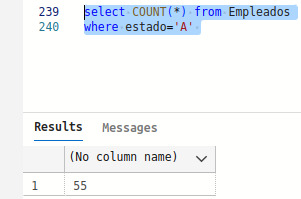 239 select COUNT(*) from Empleados
240 where estado='A'
Results Messages
(No column name)
1 55